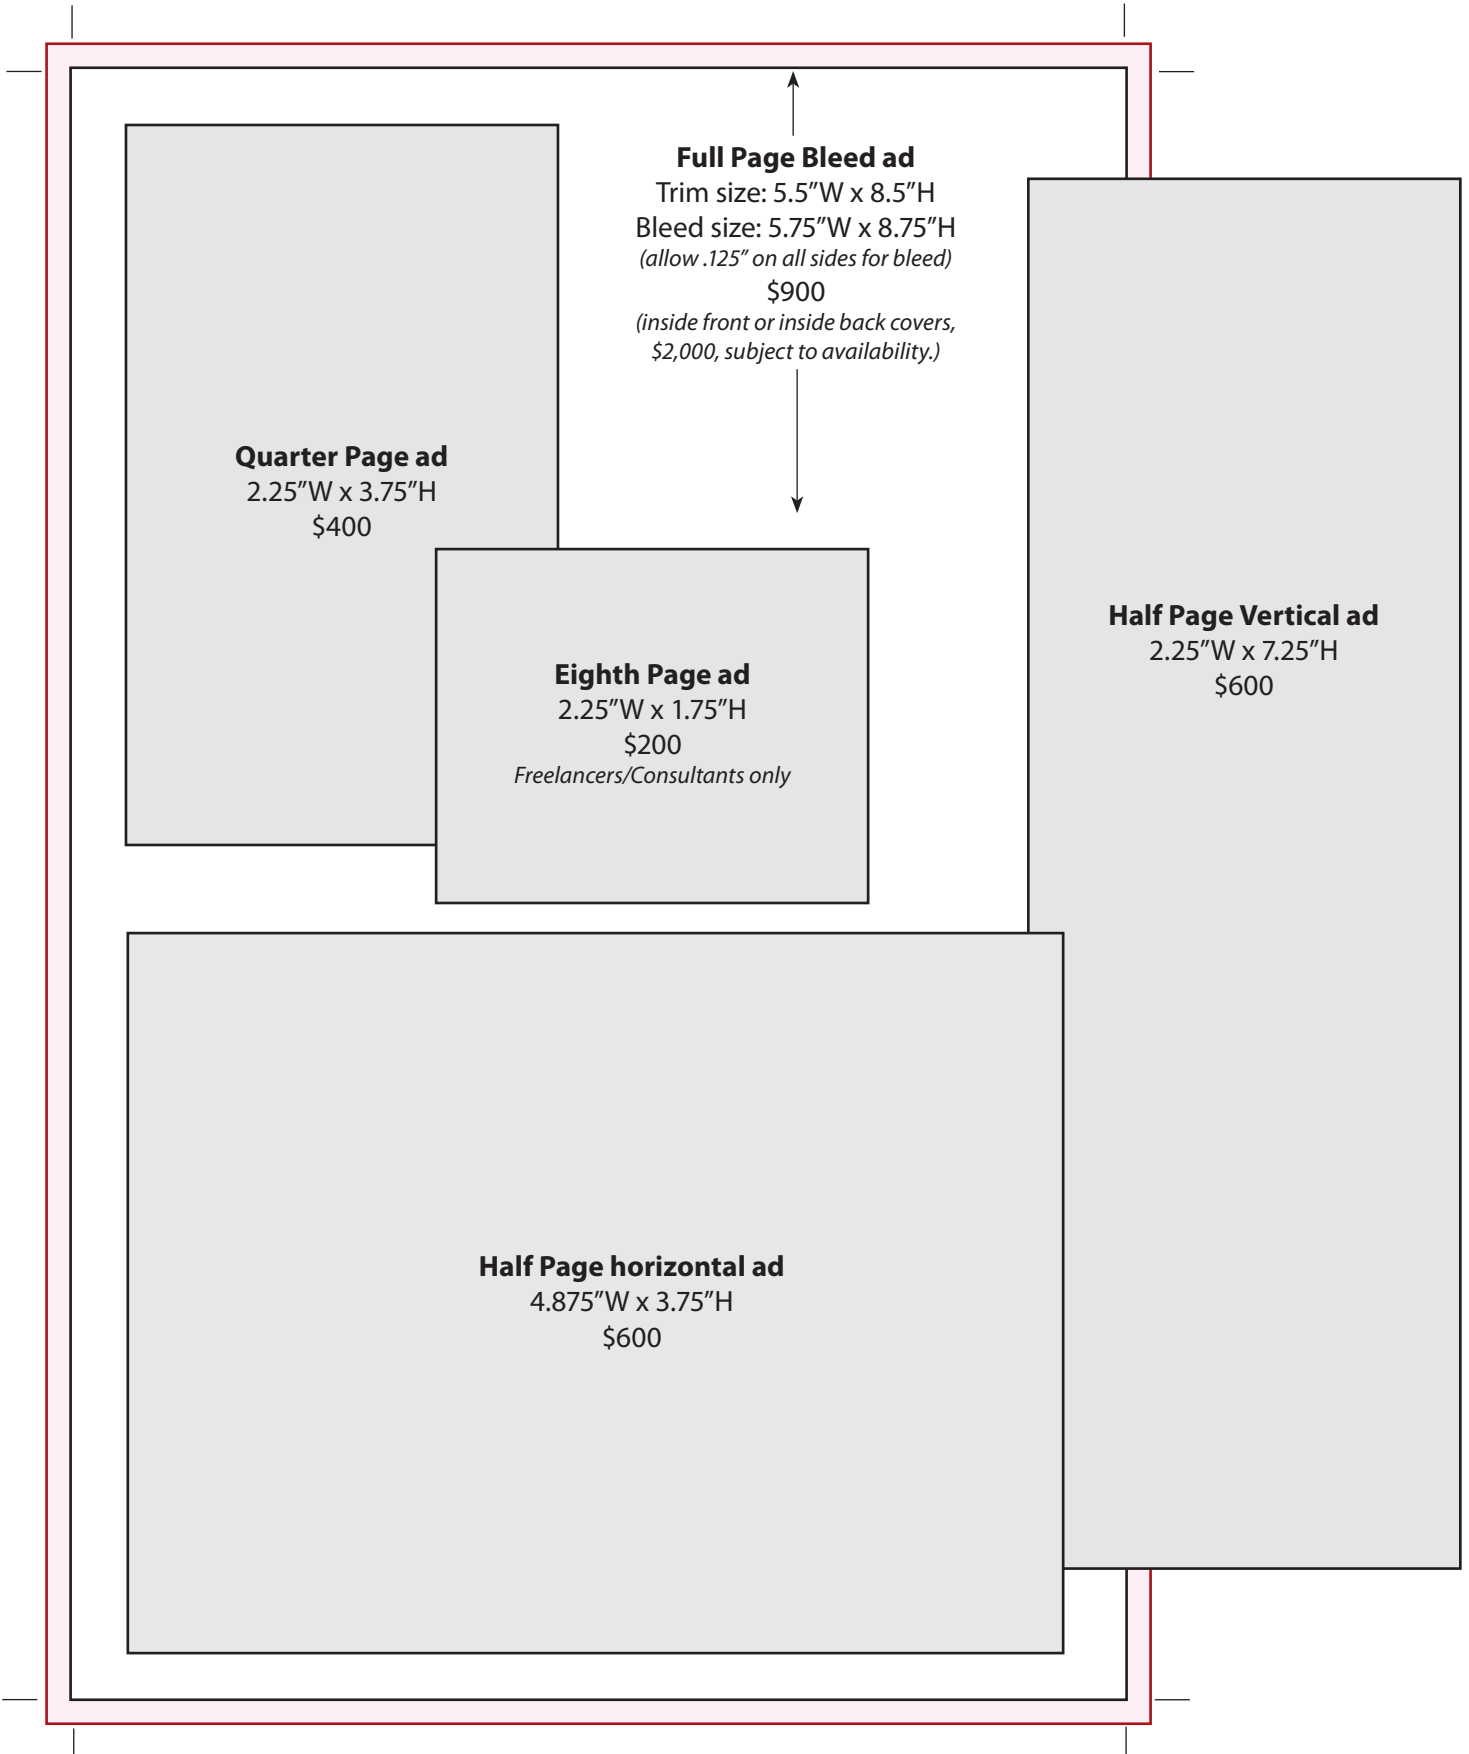 Full Page Bleed ad
Trim size: 5.5”W x 8.5”H
Bleed size: 5.75”W x 8.75”H
(allow .125” on all sides for bleed)
$900
(inside front or inside back covers,
$2,000, subject to availability.)
Quarter Page ad
2.25”W x 3.75”H
$400
Eighth Page ad
2.25”W x 1.75”H
$200
Freelancers/Consultants only
Half Page Vertical ad
2.25”W x 7.25”H
$600
Half Page horizontal ad
4.875”W x 3.75”H
$600